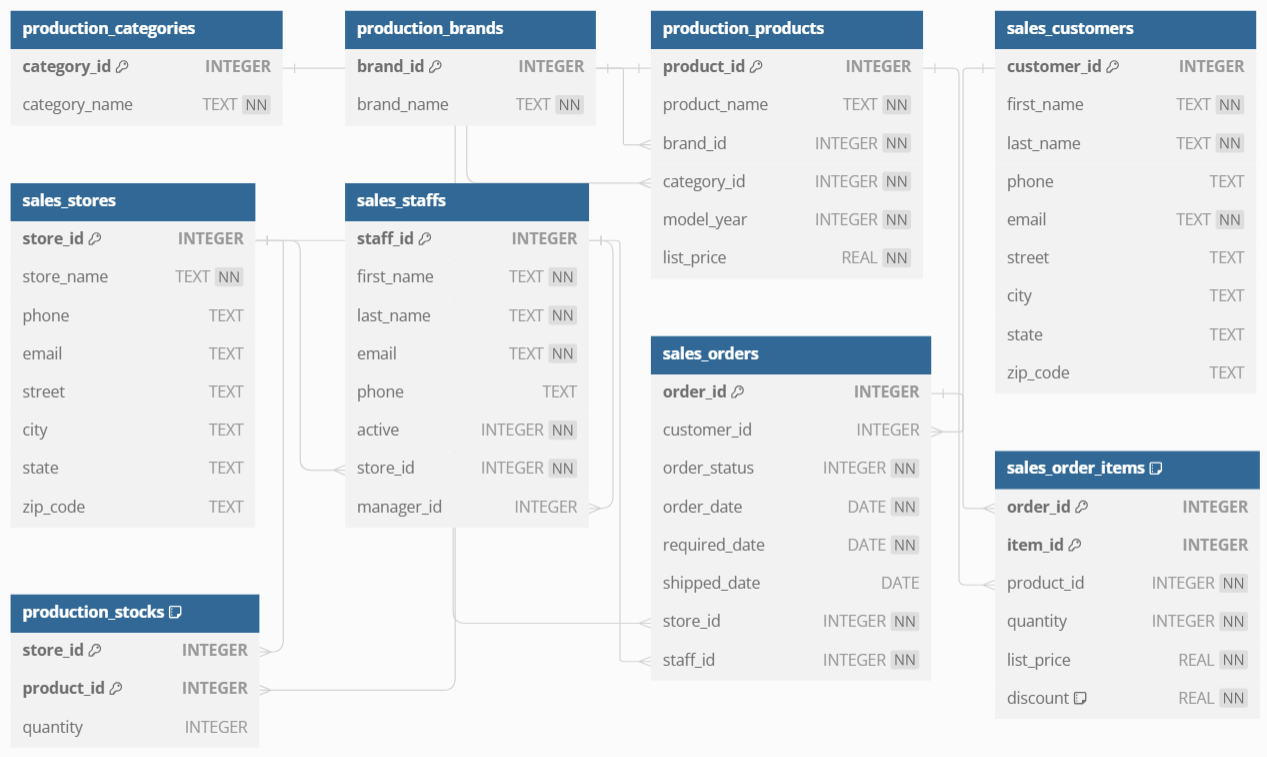 production_categories
category_id INTEGER
category_name TEXT NN
production_brands
brand_id INTEGER
brand_name TEXT NN
production_products
product_id INTEGER
product_name TEXT NN
brand_id INTEGER NN
category_id INTEGER NN
model_year INTEGER NN
list_price REAL NN
sales_customers
customer_id INTEGER
first_name TEXT NN
last_name TEXT NN
phone TEXT
email TEXT NN
street TEXT
city TEXT
state TEXT
zip_code TEXT
sales_stores
store_id INTEGER
store_name TEXT NN
phone TEXT
email TEXT
street TEXT
city TEXT
state TEXT
zip_code TEXT
sales_staffs
staff_id INTEGER
first_name TEXT NN
last_name TEXT NN
email TEXT NN
phone TEXT
active INTEGER NN
store_id INTEGER NN
manager_id INTEGER
sales_orders
order_id INTEGER
customer_id INTEGER
order_status INTEGER NN
order_date DATE NN
required_date DATE NN
shipped_date DATE
store_id INTEGER NN
staff_id INTEGER NN
sales_order_items
order_id INTEGER
item_id INTEGER
product_id INTEGER NN
quantity INTEGER NN
list_price REAL NN
discount REAL NN
production_stocks
store_id INTEGER
product_id INTEGER
quantity INTEGER